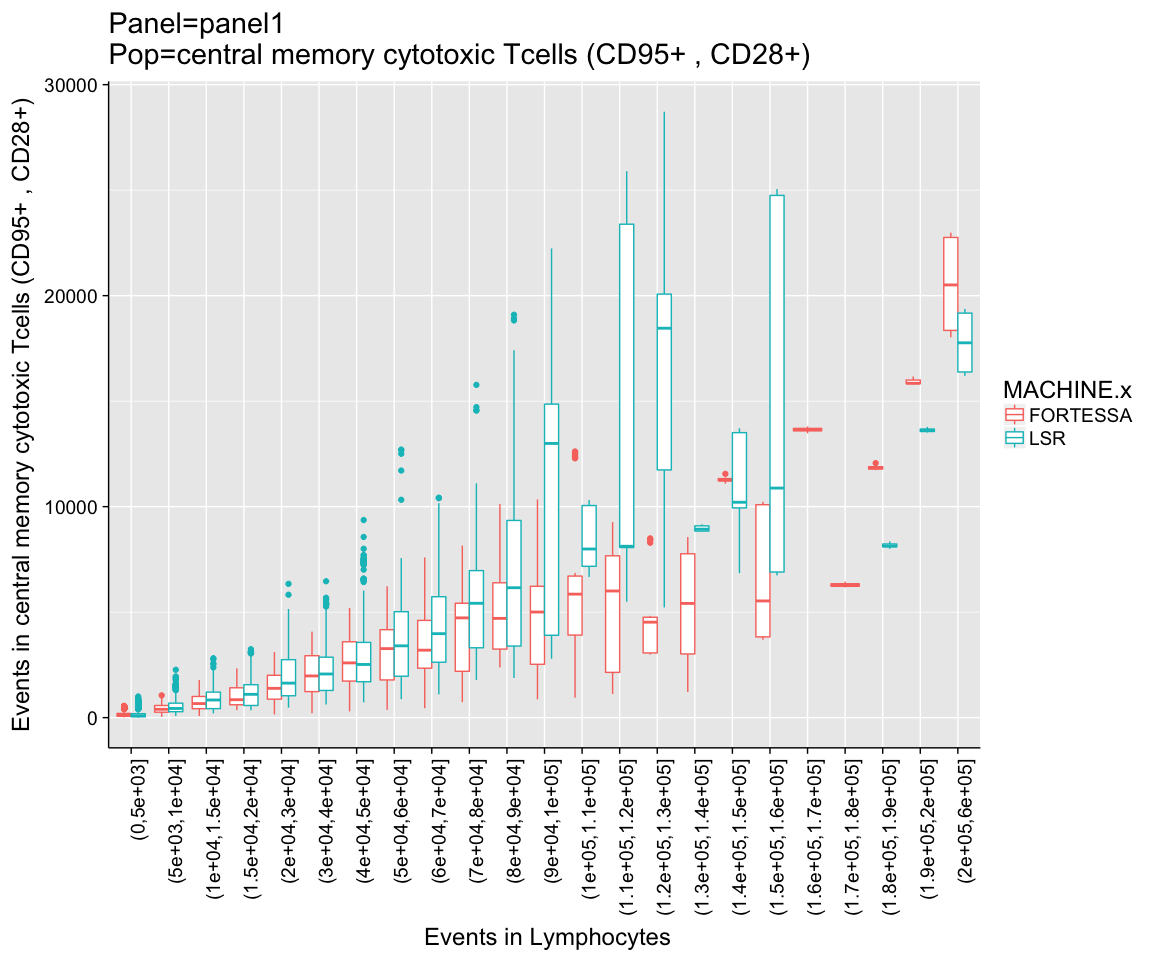 Panel=panel1
Pop=central memory cytotoxic Tcells (CD95+ , CD28+)
Events in central memory cytotoxic Tcells (CD95+ , CD28+)
30000
20000
10000
0
(0,5e+03]
(5e+03,1e+04]
(1e+04,1.5e+04]
(1.5e+04,2e+04]
(2e+04,3e+04]
(3e+04,4e+04]
(4e+04,5e+04]
(5e+04,6e+04]
(6e+04,7e+04]
(7e+04,8e+04]
(8e+04,9e+04]
(9e+04,1e+05]
(1e+05,1.1e+05]
(1.1e+05,1.2e+05]
(1.2e+05,1.3e+05]
(1.3e+05,1.4e+05]
(1.4e+05,1.5e+05]
(1.5e+05,1.6e+05]
(1.6e+05,1.7e+05]
(1.7e+05,1.8e+05]
(1.8e+05,1.9e+05]
(1.9e+05,2e+05]
(2e+05,6e+05]
Events in Lymphocytes
MACHINE.x
FORTESSA
LSR